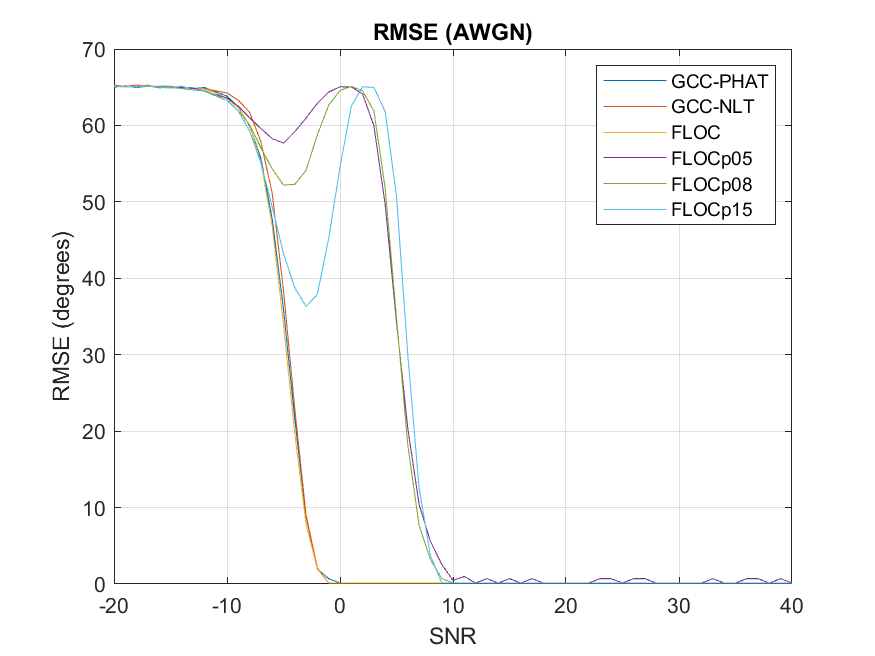 RMSE (AWGN)
70
60
50
40
30
20
10
0
RMSE (degrees)
GCC-PHAT
GCC-NLT
FLOC
FLOCp05
FLOCp08
FLOCp15
-20 -10 0 10 20 30 40
SNR